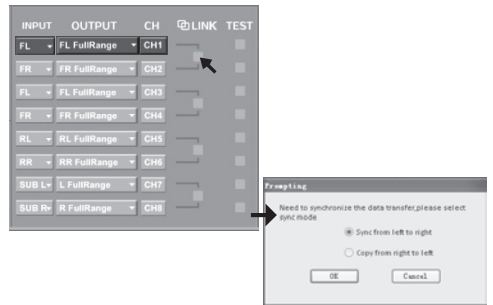 INPUT OUTPUT CH LINK TEST
FL FL FullRange CH1
FR FR FullRange CH2
FL FL FullRange CH3
FR FR FullRange CH4
RL RL FullRange CH5
RR RR FullRange CH6
SUB L L FullRange CH7
SUB R R FullRange CH8
Prompting
Need to synchronize the data transfer,please select
sync mode
Sync from left to right
Copy from right to left
OK Cancel